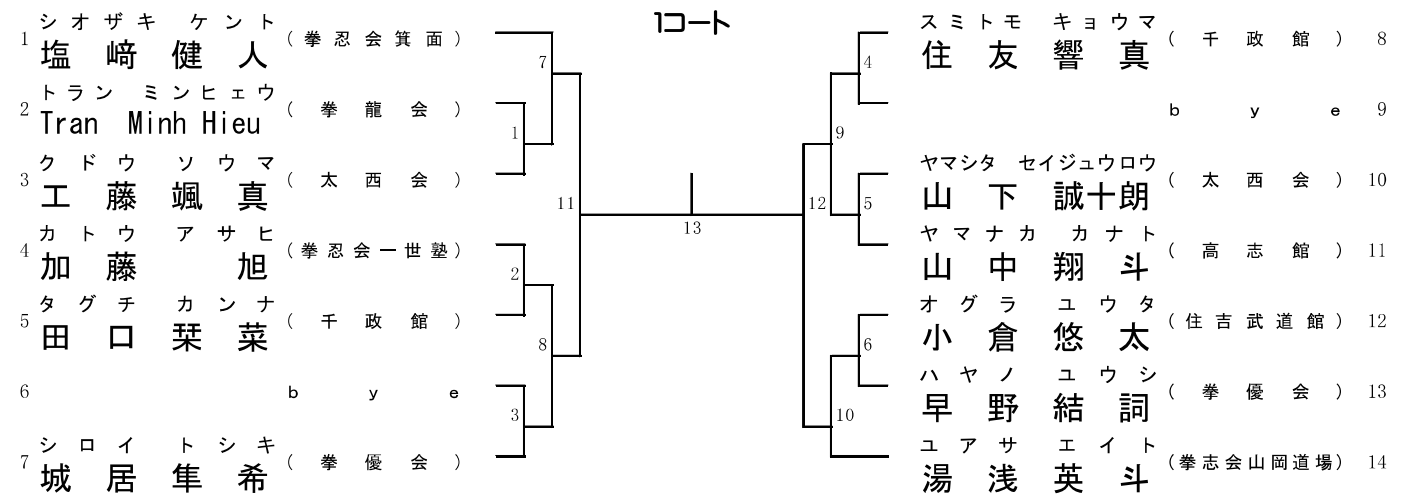 1コート
シオザキ ケント
1 塩﨑健人 (拳忍会箕面)
トラン ミンヒェウ
2 Tran Minh Hieu (拳龍会)
クドウ ソウマ
3 工藤颯真 (太西会)
カトウ アサヒ
4 加藤 旭 (拳忍会一世塾)
タグチ カンナ
5 田口栞菜 (千政館)
6 bye
シロイ トシキ
7 城居隼希 (拳優会)
7
1
11
2
8
3
13
4
9
12
5
6
10
スミトモ キョウマ
住友響真 (千政館) 8
bye 9
ヤマシタ セイジュウロウ
山下誠十朗 (太西会) 10
ヤマナカ カナト
山中翔斗 (高志館) 11
オグラ ユウタ
小倉悠太 (住吉武道館) 12
ハヤノ ユウシ
早野結詞 (拳優会) 13
ユアサ エイト
湯浅英斗 (拳志会山岡道場) 14